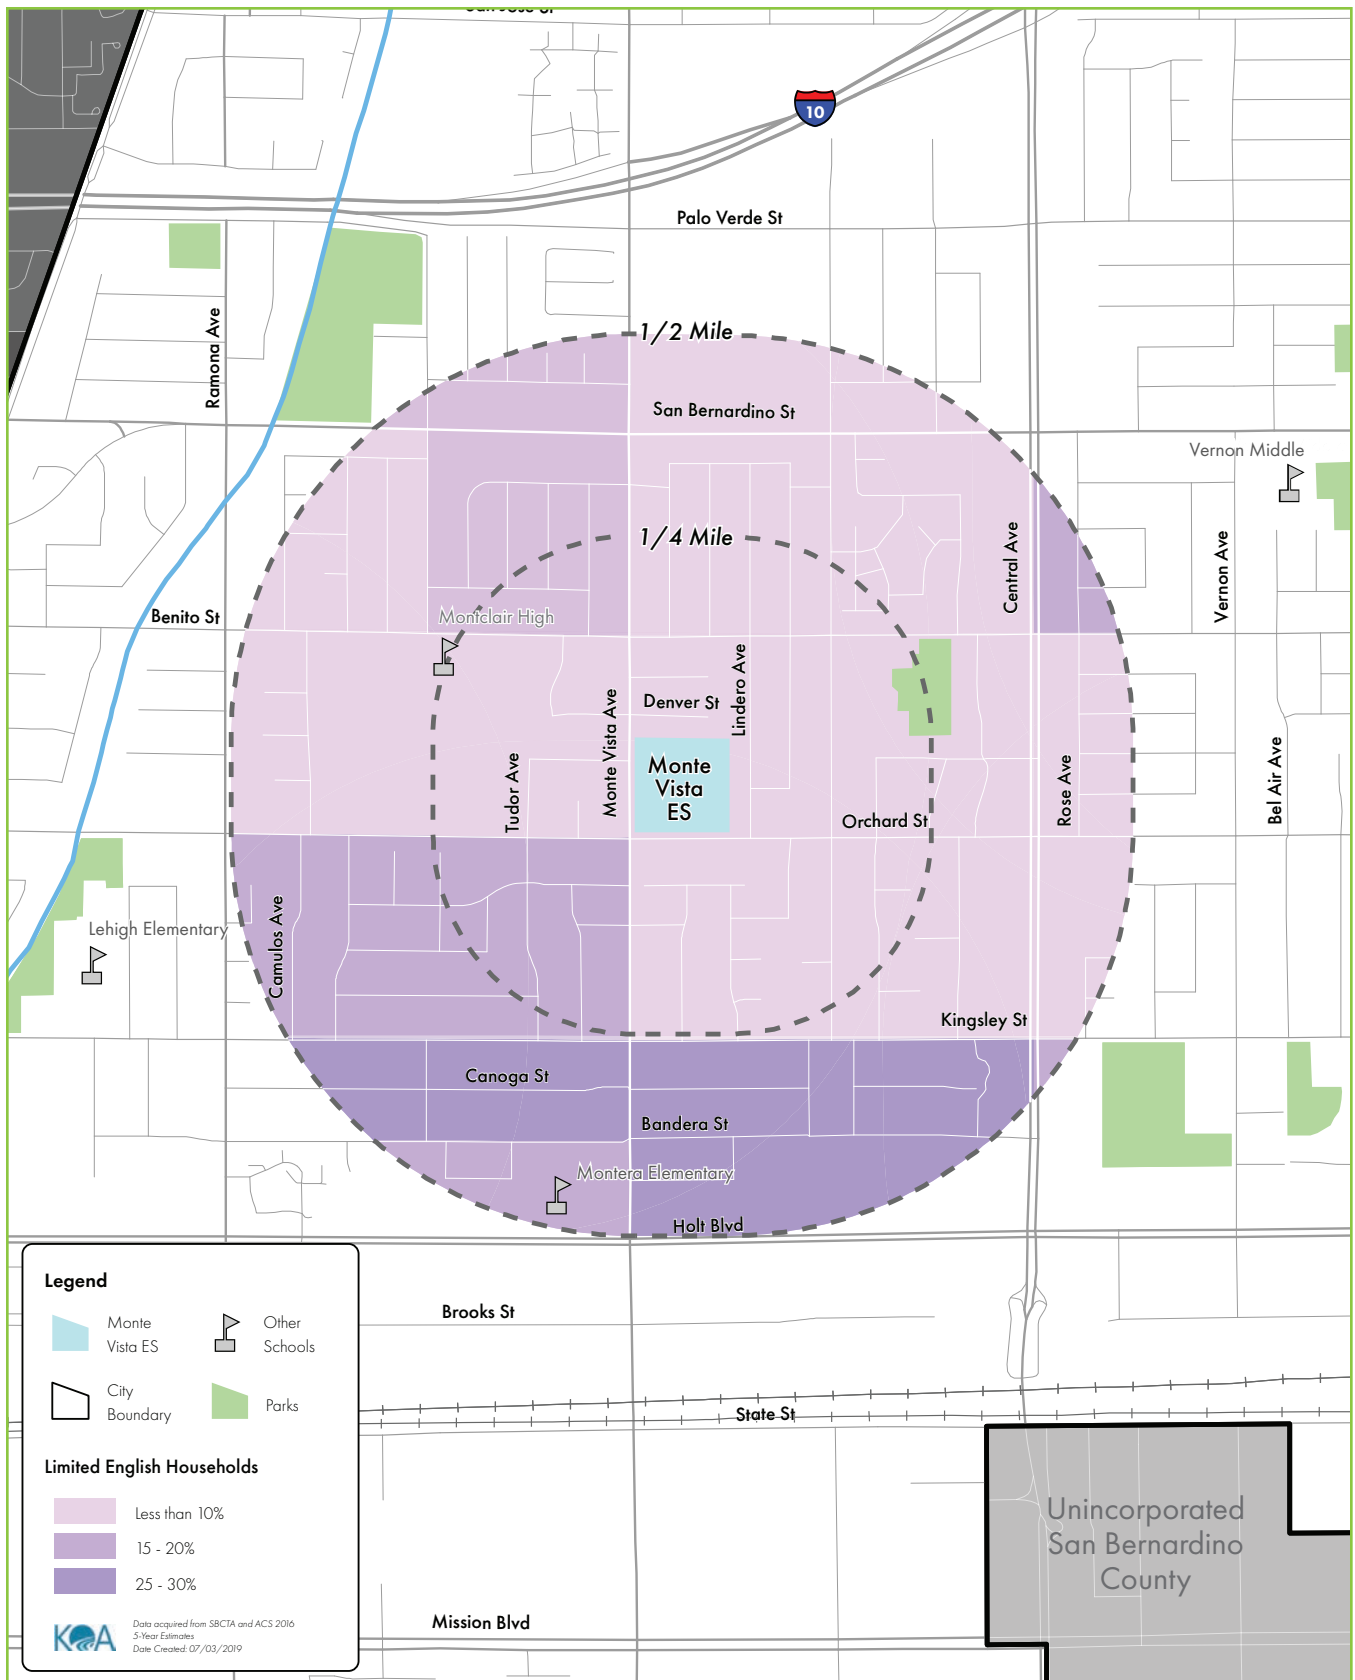 10
Palo Verde St
Ramona Ave
1/2 Mile
San Bernardino St
Vernon Middle
1/4 Mile
Central Ave
Vernon Ave
Benito St
Montclair High
Lindero Ave
Denver St
Monte Vista Ave
Monte
Vista
ES
Tudor Ave
Rose Ave
Bel Air Ave
Orchard St
Camulos Ave
Lehigh Elementary
Kingsley St
Canoga St
Bandera St
Montera Elementary
Holt Blvd
Brooks St
State St
Mission Blvd
Unincorporated
San Bernardino
County
Legend
Monte
Vista ES
Other
Schools
City
Boundary
Parks
Limited English Households
Less than 10%
15 - 20%
25 - 30%
KOA
Data acquired from SBCTA and ACS 2016
5-Year Estimates
Date Created: 07/03/2019